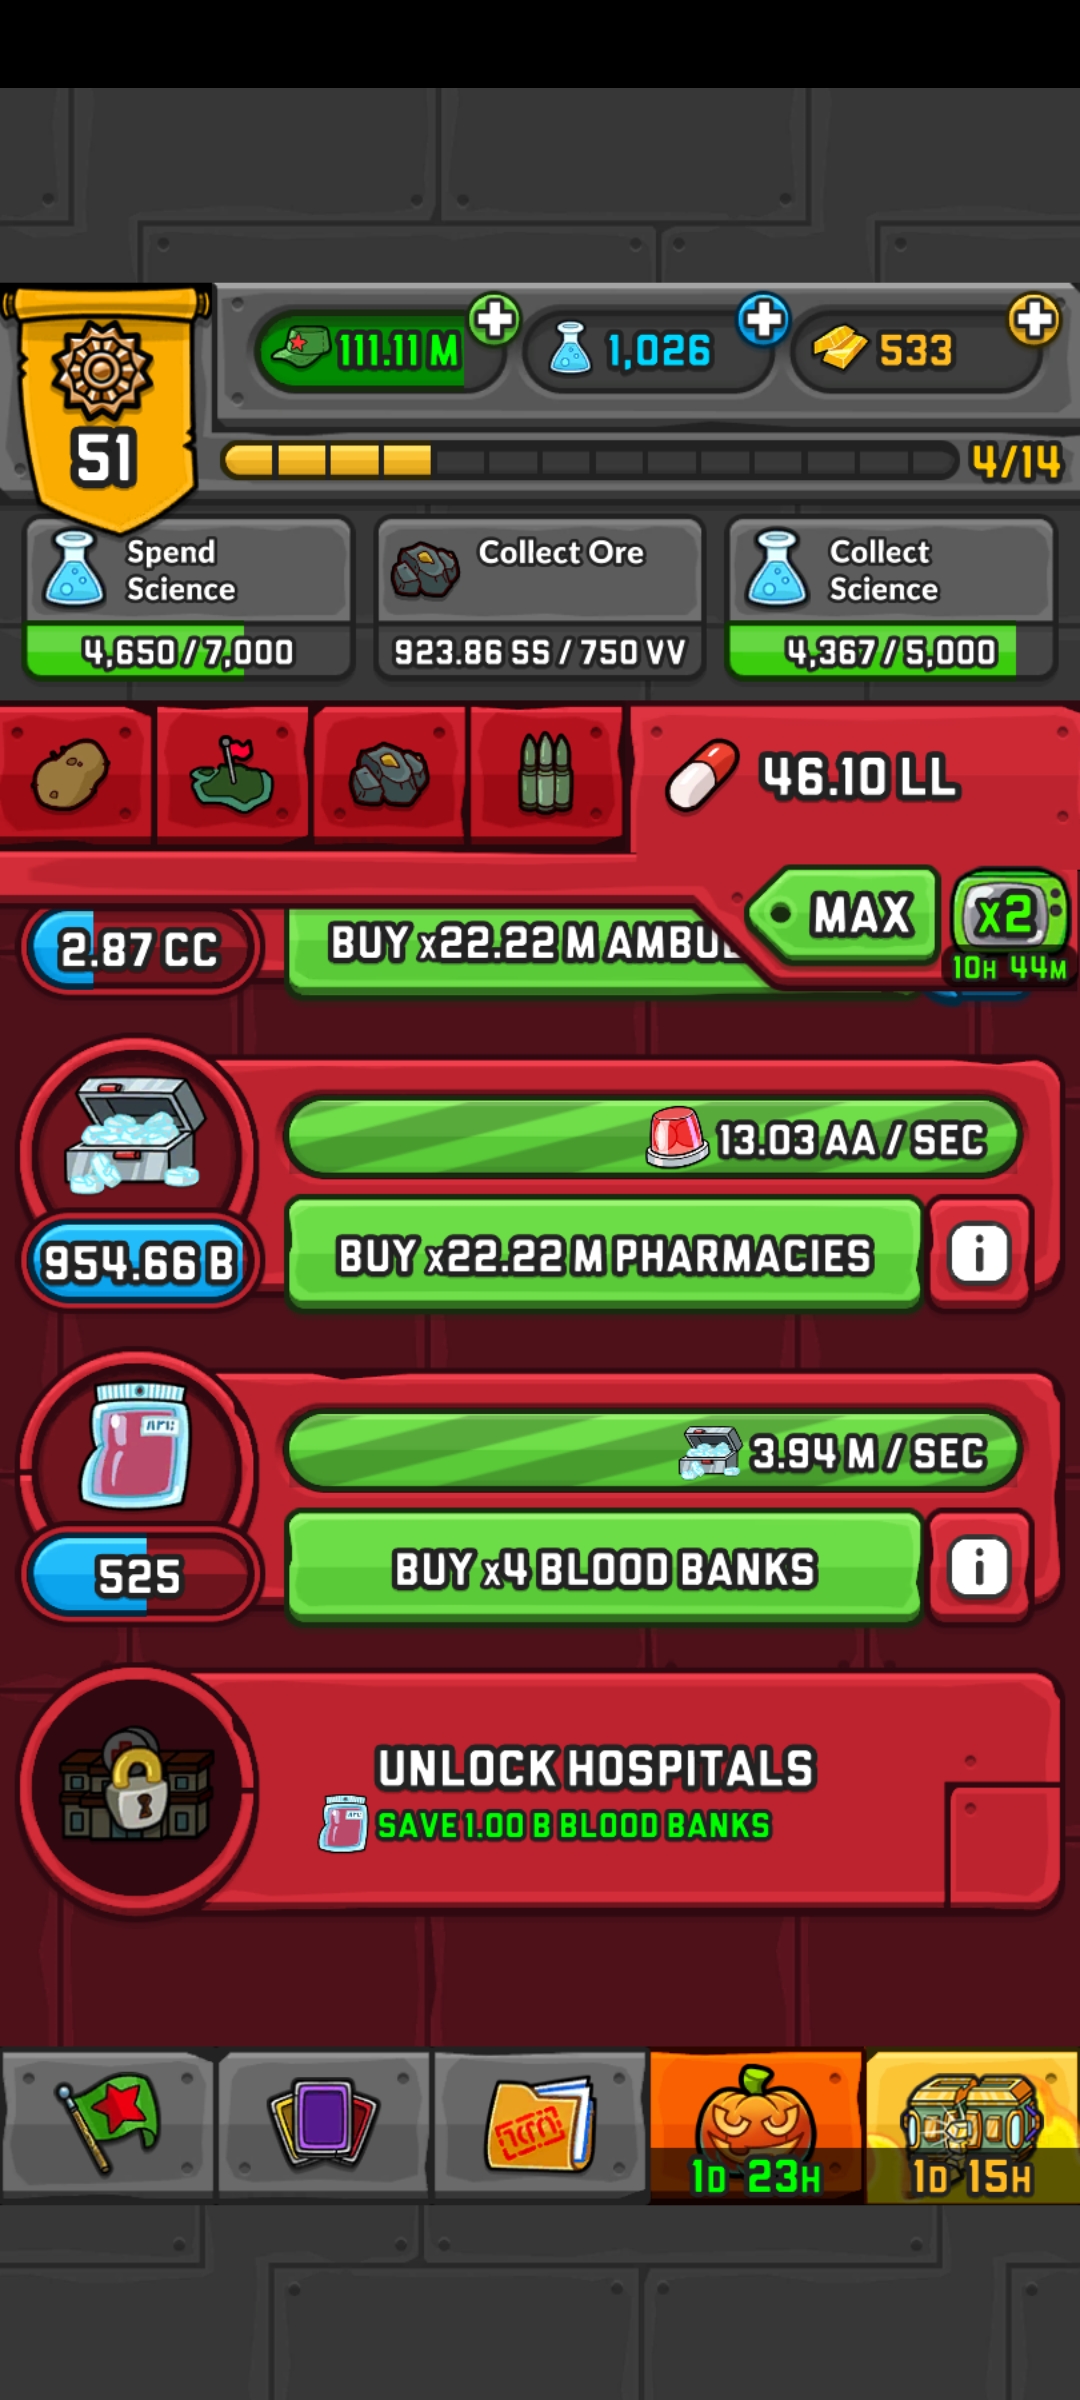 111.11 M
1,026
533
51
4/14
Spend
Science
4,650 / 7,000
Collect Ore
923.86 SS / 750 VV
Collect
Science
4,367 / 5,000
46.10 LL
MAX
x2
10H 44M
2.87 CC
BUY x22.22 M AMBUL
13.03 AA / SEC
954.66 B
BUY x22.22 M PHARMACIES
i
3.94 M / SEC
525
BUY x4 BLOOD BANKS
i
UNLOCK HOSPITALS
SAVE 1.00 B BLOOD BANKS
1D 23H
1D 15H